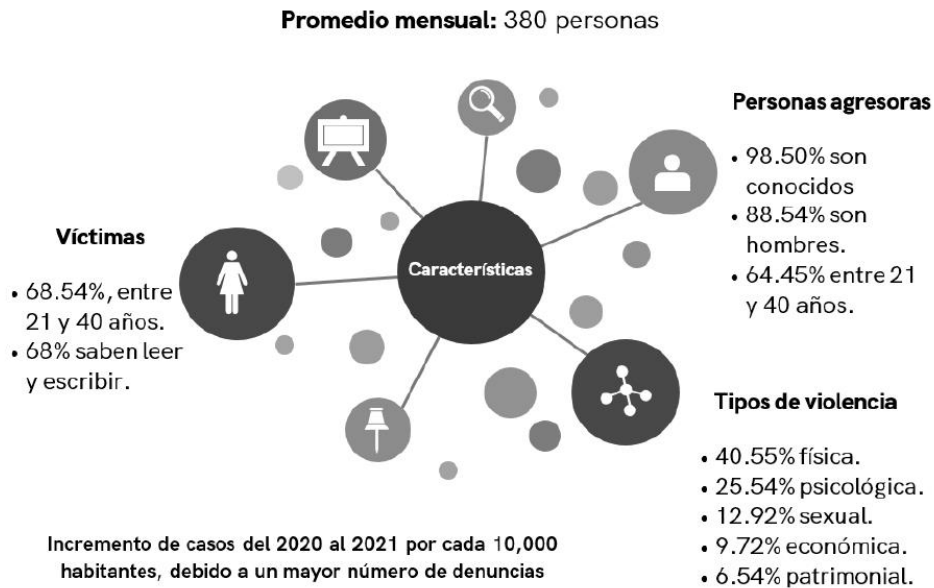 Promedio mensual: 380 personas
Personas agresoras
• 98.50% son
conocidos
• 88.54% son
hombres.
• 64.45% entre 21
y 40 años.
Víctimas
• 68.54%, entre
21 y 40 años.
• 68% saben leer
y escribir.
Características
Tipos de violencia
• 40.55% física.
• 25.54% psicológica.
• 12.92% sexual.
• 9.72% económica.
• 6.54% patrimonial.
Incremento de casos del 2020 al 2021 por cada 10,000
habitantes, debido a un mayor número de denuncias